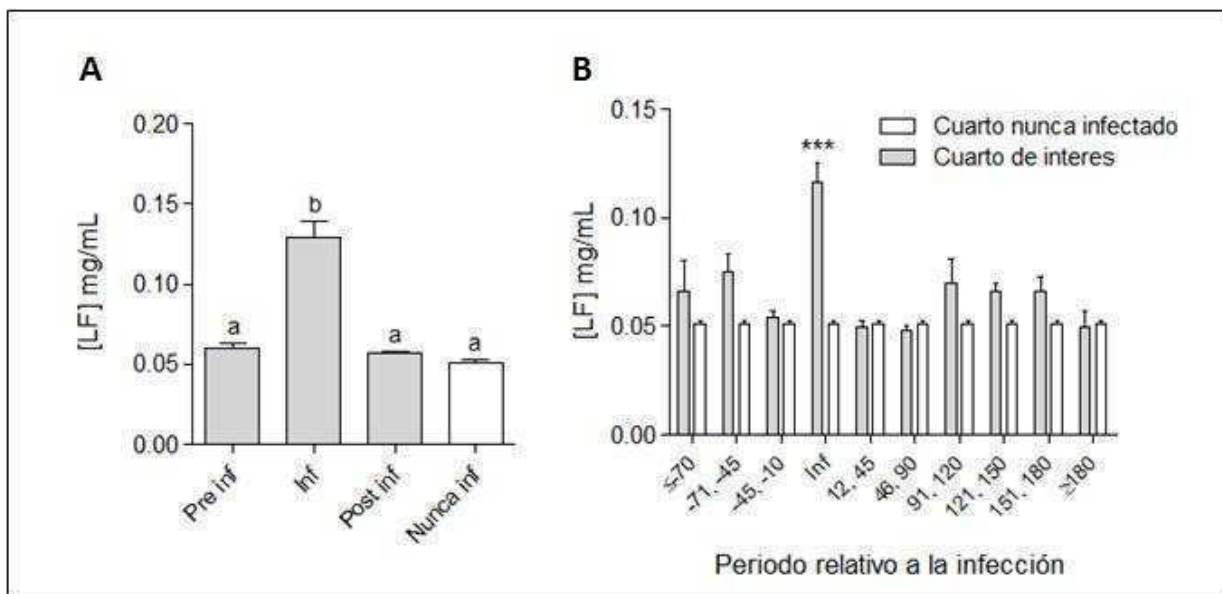 A
0.20
0.15
0.10
0.05
0.00
[LF] mg/mL
a
b
a
a
Pre inf
Inf
Post inf
Nunca inf
B
0.15
0.10
0.05
0.00
[LF] mg/mL
Cuarto nunca infectado
Cuarto de interes
***
≤-70
-71, -45
-45, -10
Inf
12, 45
46, 90
91, 120
121, 150
151, 180
≥180
Periodo relativo a la infección